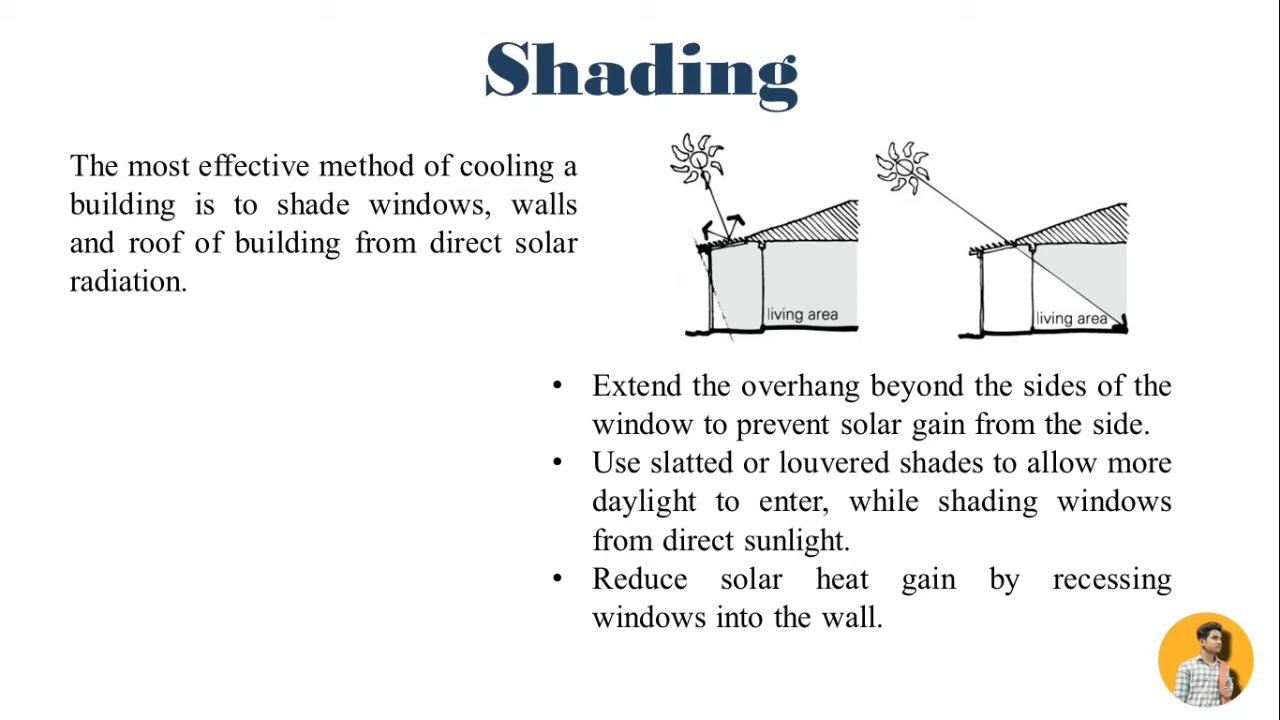 Shading
The most effective method of cooling a
building is to shade windows, walls
and roof of building from direct solar
radiation.
living area
living area
• Extend the overhang beyond the sides of the
window to prevent solar gain from the side.
• Use slatted or louvered shades to allow more
daylight to enter, while shading windows
from direct sunlight.
• Reduce solar heat gain by recessing
windows into the wall.